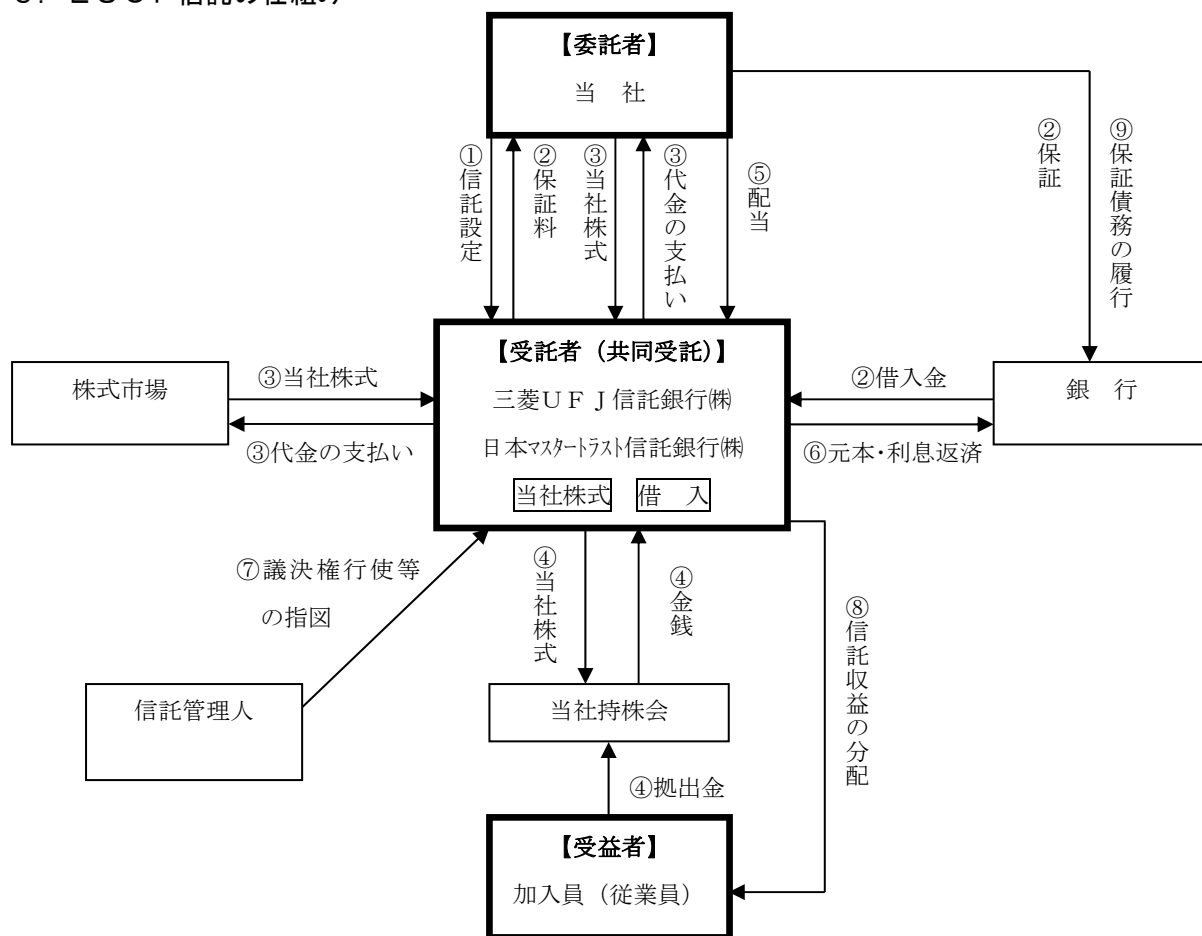 【委託者】
当 社
①信託設定
②保証料
③当社株式
③代金の支払い
⑤配当
②保証
⑨保証債務の履行
【受託者（共同受託）】
三菱ＵＦＪ信託銀行㈱
日本ﾏｽﾀｰﾄﾗｽﾄ信託銀行㈱
当社株式 借 入
株式市場
③当社株式
③代金の支払い
②借入金
⑥元本･利息返済
銀 行
⑦議決権行使等
の指図
④当社株式
④金銭
⑧信託収益の分配
信託管理人
当社持株会
④拠出金
【受益者】
加入員（従業員）